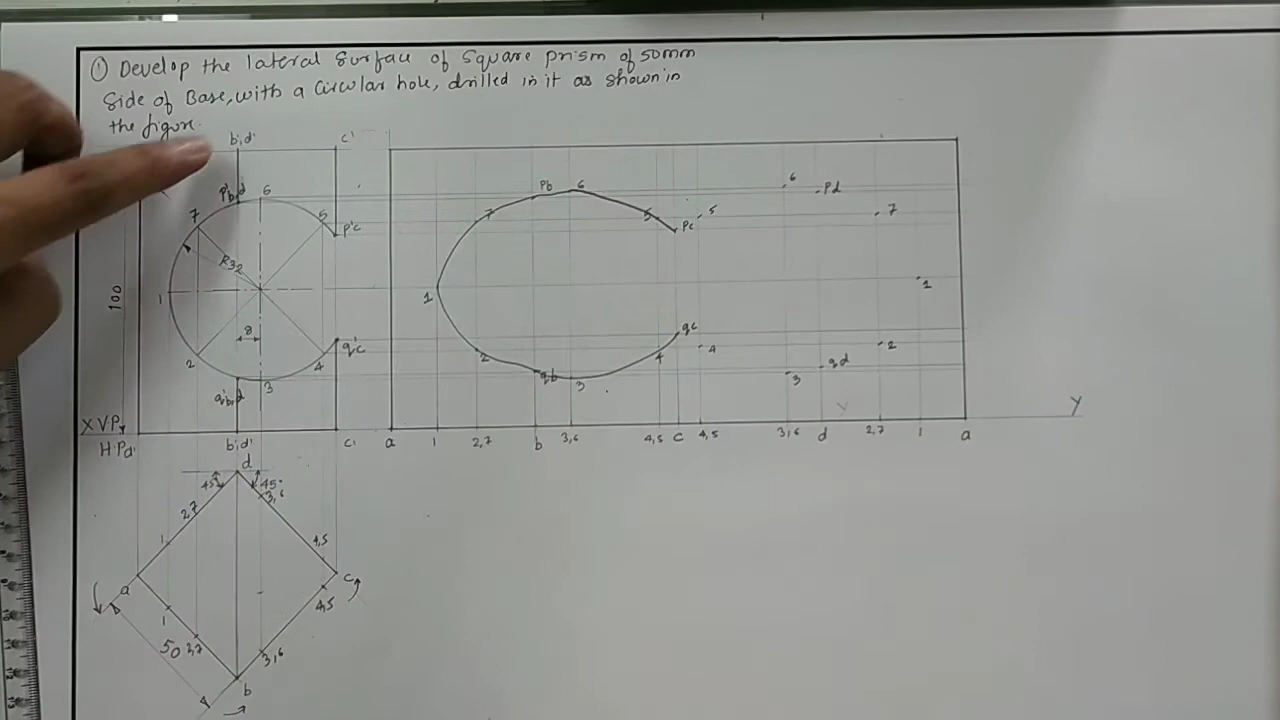 ① Develop the lateral surface of square prism of 50mm
side of Base, with a circular hole, drilled in it as shown in
the figure.
b',d' c'
p'b,d 6
7 5 p'c
R32
1
100
8
2 4 q'c
q'b,d 3
X VP
H.P a' b',d' c'
pb 6
7 5 pc
1
2 qb 3 4 qc
6 pd
5 7
1
4 2
3 qd
Y
Y
a 1 2,7 b 3,6 4,5 c 4,5 3,6 d 2,7 1 a
d
45° 45°
2,7 3,6
1 4,5
a c
1 4,5
50 2,7 3,6
b